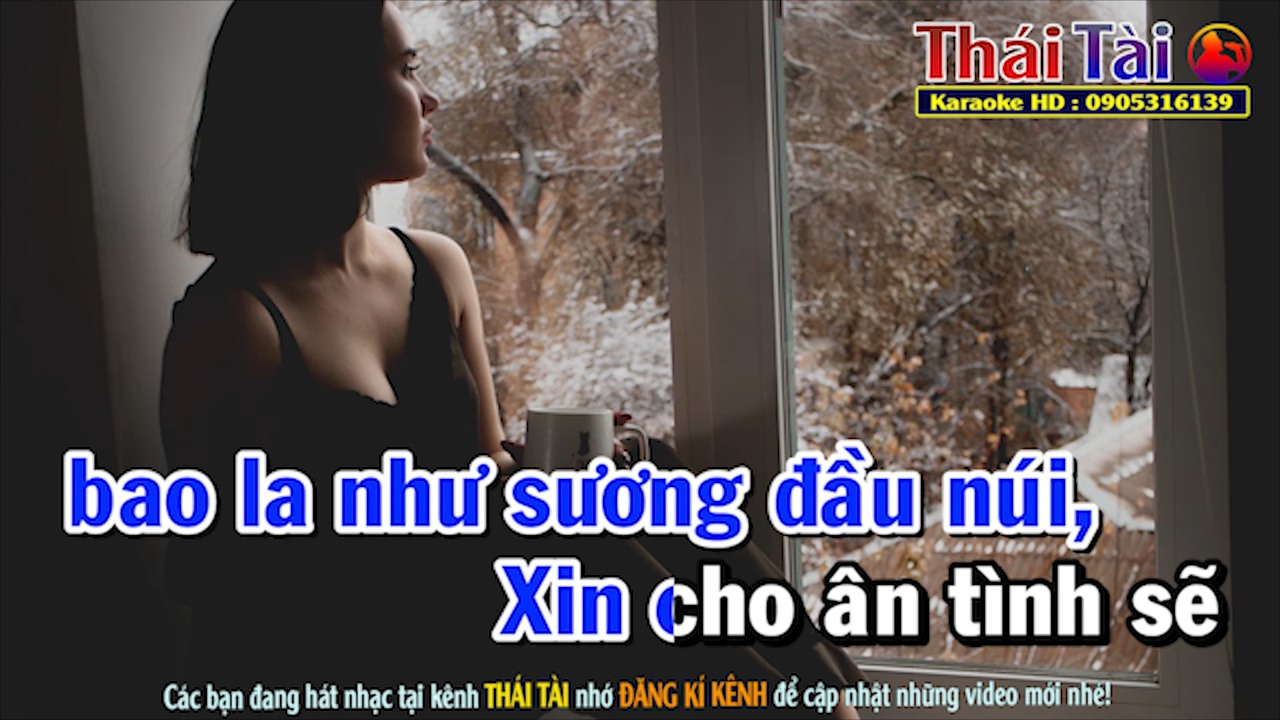 Thái Tài
Karaoke HD : 0905316139
bao la như sương đầu núi,
Xin cho ân tình sẽ
Các bạn đang hát nhạc tại kênh THÁI TÀI nhớ ĐĂNG KÍ KÊNH để cập nhật những video mới nhé!